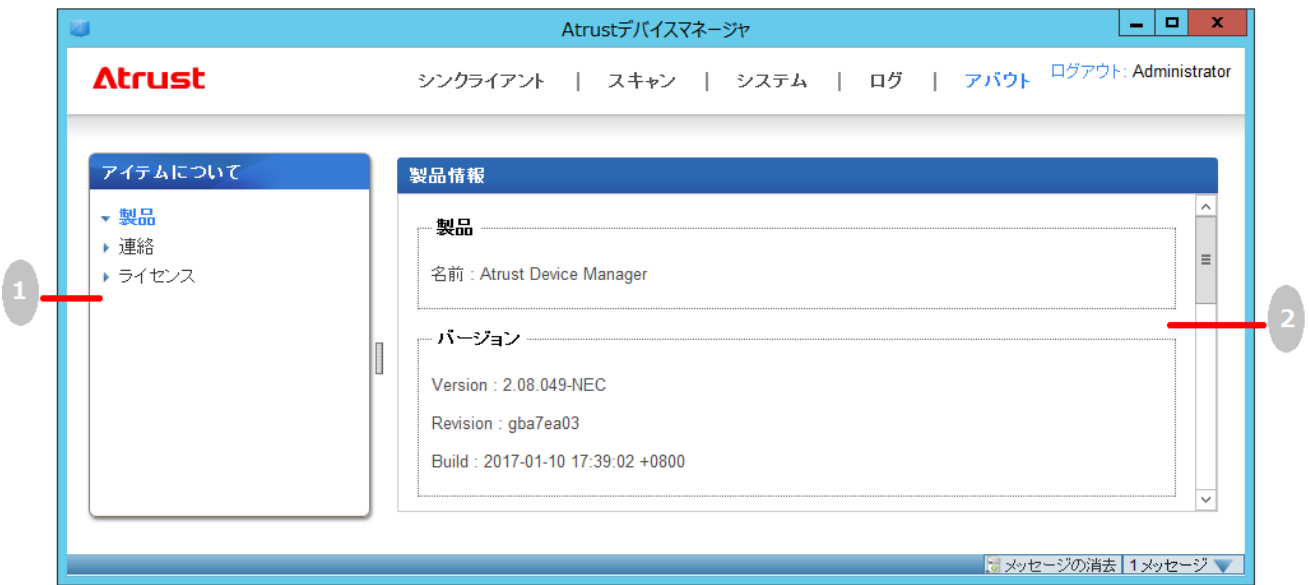 Atrustデバイスマネージャ
Atrust
シンクライアント | スキャン | システム | ログ | アバウト ログアウト: Administrator
アイテムについて
製品
連絡
ライセンス
製品情報
製品
名前 : Atrust Device Manager
バージョン
Version : 2.08.049-NEC
Revision : gba7ea03
Build : 2017-01-10 17:39:02 +0800
1
2
メッセージの消去 1メッセージ